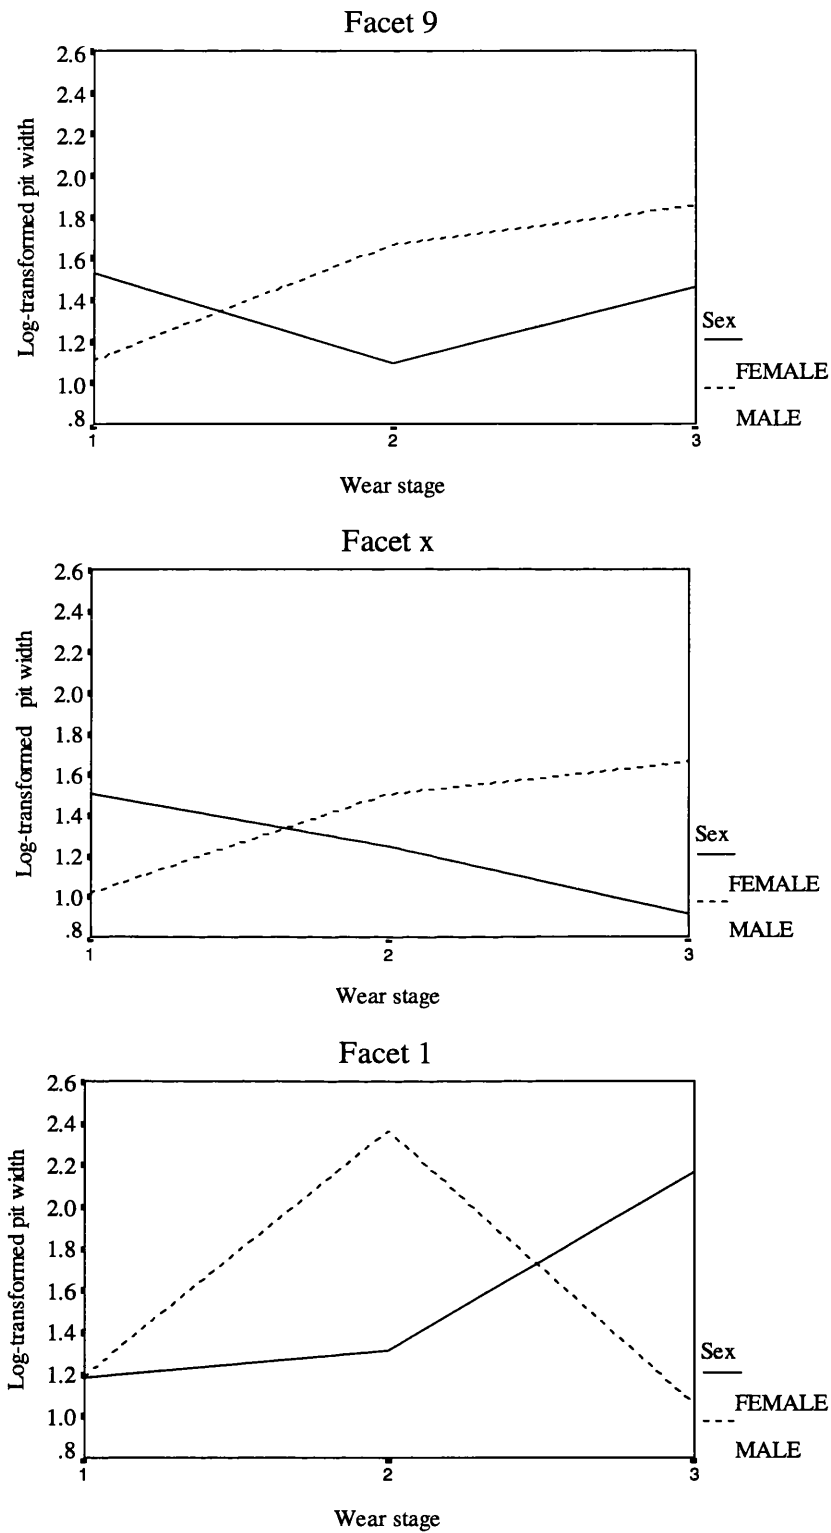 Facet 9
Log-transformed pit width
2.6
2.4
2.2
2.0
1.8
1.6
1.4
1.2
1.0
.8
1 2 3
Wear stage
Sex
FEMALE
MALE
Facet x
Log-transformed pit width
2.6
2.4
2.2
2.0
1.8
1.6
1.4
1.2
1.0
.8
1 2 3
Wear stage
Sex
FEMALE
MALE
Facet 1
Log-transformed pit width
2.6
2.4
2.2
2.0
1.8
1.6
1.4
1.2
1.0
.8
1 2 3
Wear stage
Sex
FEMALE
MALE